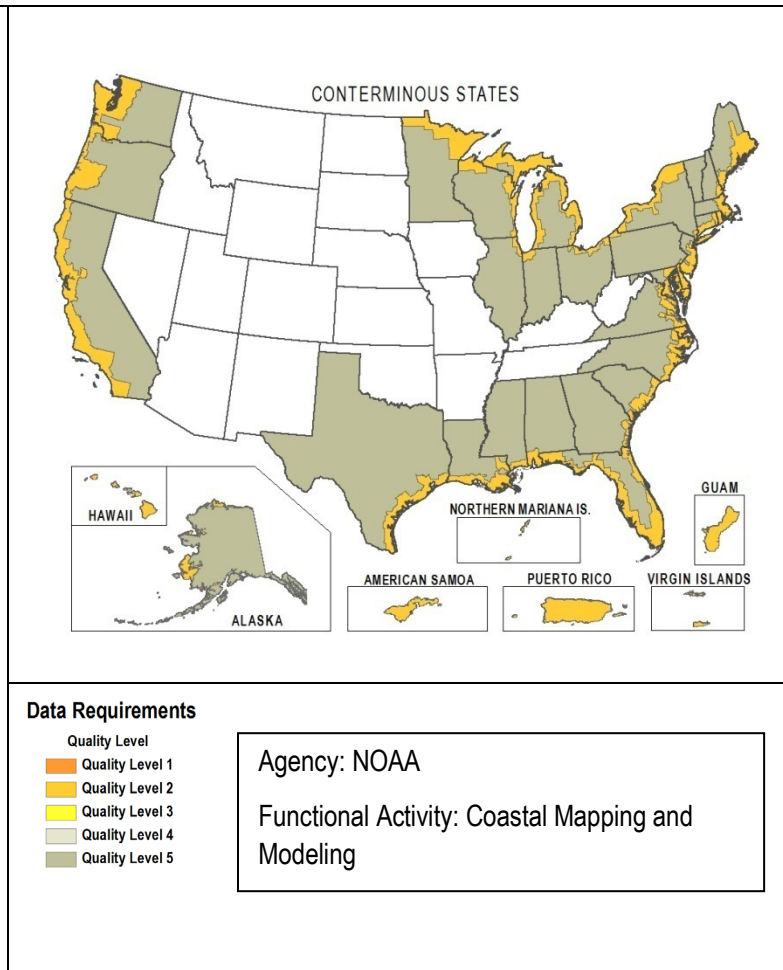 CONTERMINOUS STATES
GUAM
NORTHERN MARIANA IS.
HAWAII
AMERICAN SAMOA
PUERTO RICO
VIRGIN ISLANDS
ALASKA
Data Requirements
Quality Level
Quality Level 1
Quality Level 2
Quality Level 3
Quality Level 4
Quality Level 5
Agency: NOAA
Functional Activity: Coastal Mapping and
Modeling